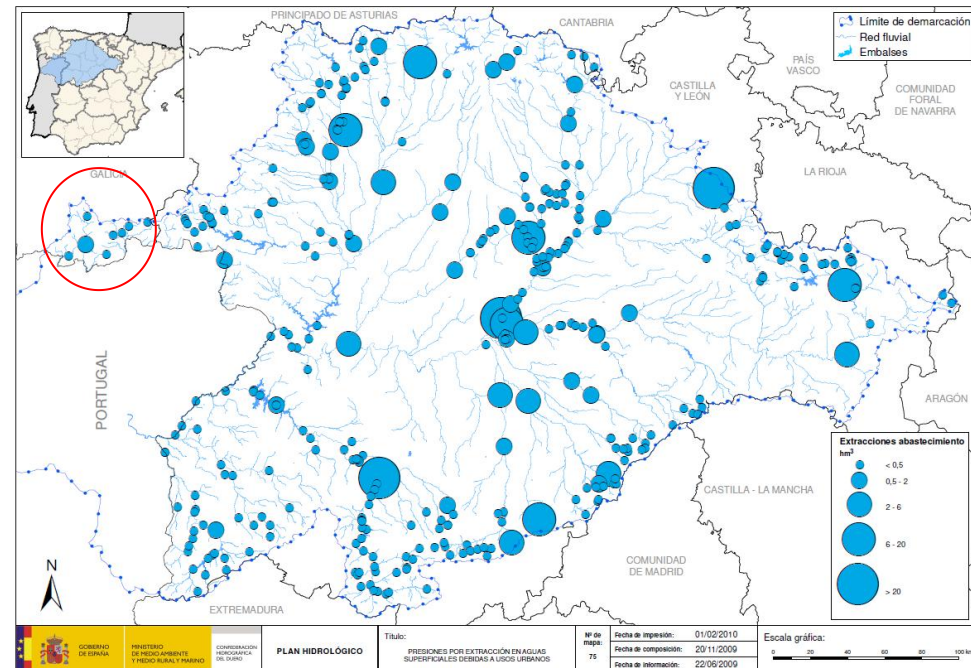 PRINCIPADO DE ASTURIAS
CANTABRIA
Límite de demarcación
Red fluvial
Embalses
PAÍS
VASCO
CASTILLA
Y LEÓN
COMUNIDAD
FORAL
DE NAVARRA
LA RIOJA
GALICIA
PORTUGAL
ARAGÓN
Extracciones abastecimiento
hm³
< 0,5
0,5 - 2
2 - 6
6 - 20
> 20
CASTILLA - LA MANCHA
COMUNIDAD
DE MADRID
N
EXTREMADURA
GOBIERNO
DE ESPAÑA
MINISTERIO
DE MEDIO AMBIENTE
Y MEDIO RURAL Y MARINO
CONFEDERACIÓN
HIDROGRÁFICA
DEL DUERO
PLAN HIDROLÓGICO
Título:
PRESIONES POR EXTRACCIÓN EN AGUAS
SUPERFICIALES DEBIDAS A USOS URBANOS
Nº de
mapa:
75
Fecha de impresión: 01/02/2010
Fecha de composición: 20/11/2009
Fecha de información: 22/06/2009
Escala gráfica:
0 20 40 60 80 100 km